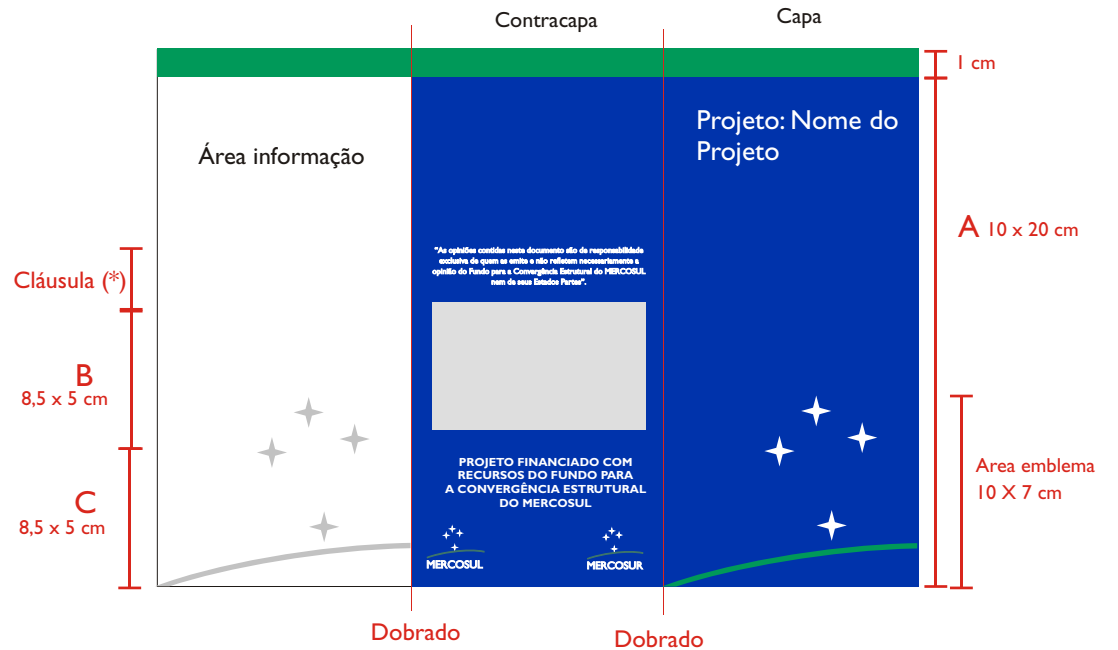 Contracapa
Capa
1 cm
Projeto: Nome do
Projeto
Área informação
A 10 x 20 cm
"As opiniões contidas neste documento são de responsabilidade
exclusiva de quem as emite e não refletem necessariamente a
opinião do Fundo para a Convergência Estrutural do MERCOSUL
nem de seus Estados Partes".
Cláusula (*)
B
8,5 x 5 cm
PROJETO FINANCIADO COM
RECURSOS DO FUNDO PARA
A CONVERGÊNCIA ESTRUTURAL
DO MERCOSUL
Area emblema
10 X 7 cm
C
8,5 x 5 cm
MERCOSUL
MERCOSUR
Dobrado
Dobrado